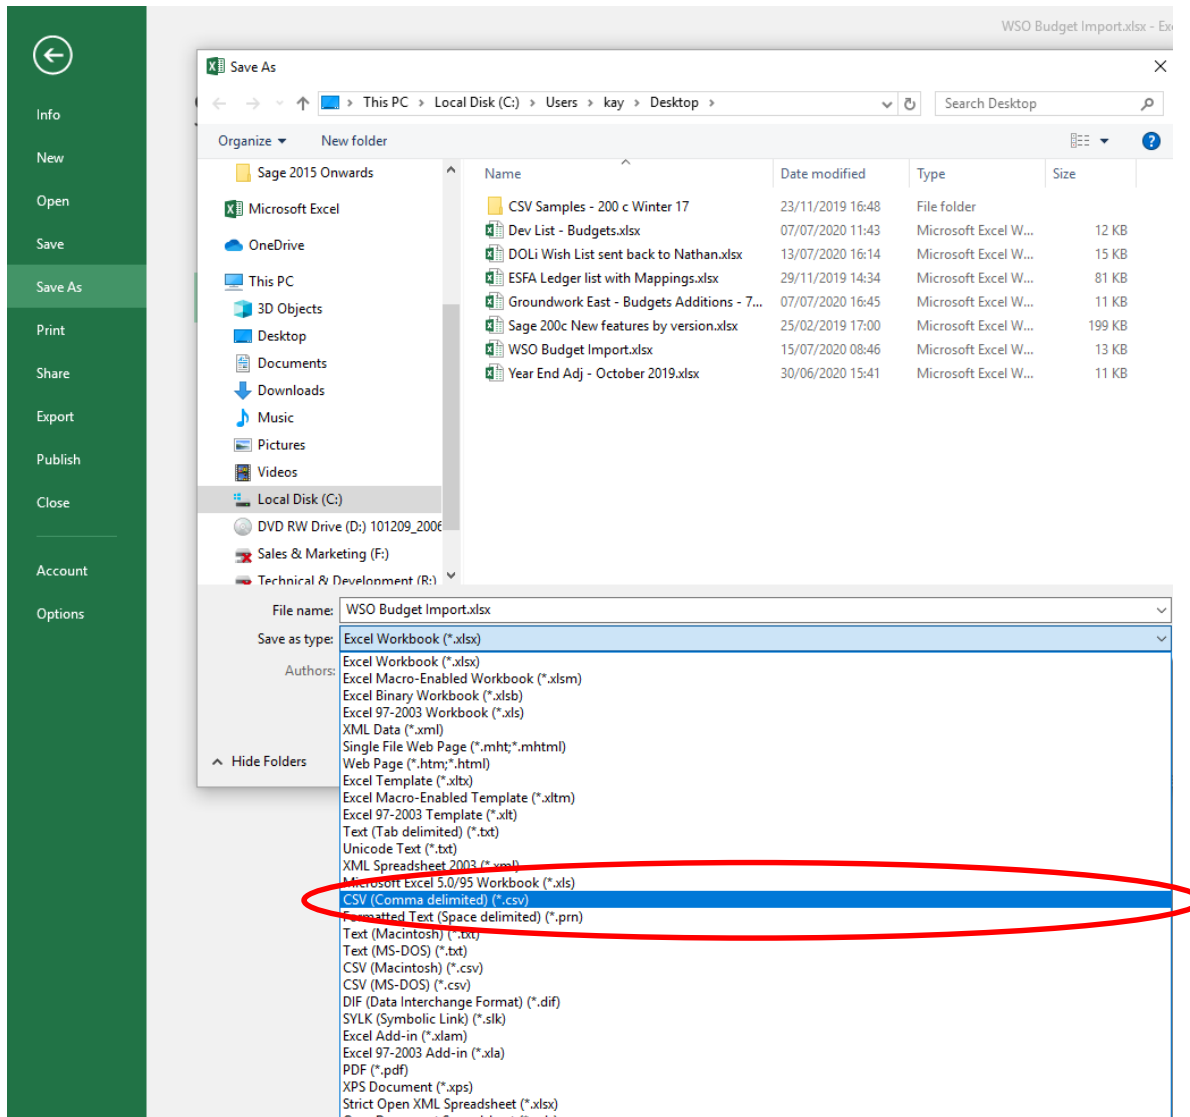 WSO Budget Import.xlsx - Ex
Save As
This PC > Local Disk (C:) > Users > kay > Desktop >
Search Desktop
Organize
New folder
Info
New
Open
Save
Save As
Print
Share
Export
Publish
Close
Account
Options
Sage 2015 Onwards
Microsoft Excel
OneDrive
This PC
3D Objects
Desktop
Documents
Downloads
Music
Pictures
Videos
Local Disk (C:)
DVD RW Drive (D:) 101209_2006
Sales & Marketing (F:)
Technical & Development (R:)
Name Date modified Type Size
CSV Samples - 200 c Winter 17 23/11/2019 16:48 File folder
Dev List - Budgets.xlsx 07/07/2020 11:43 Microsoft Excel W... 12 KB
DOLi Wish List sent back to Nathan.xlsx 13/07/2020 16:14 Microsoft Excel W... 15 KB
ESFA Ledger list with Mappings.xlsx 29/11/2019 14:34 Microsoft Excel W... 81 KB
Groundwork East - Budgets Additions - 7... 07/07/2020 16:45 Microsoft Excel W... 11 KB
Sage 200c New features by version.xlsx 25/02/2019 17:00 Microsoft Excel W... 199 KB
WSO Budget Import.xlsx 15/07/2020 08:46 Microsoft Excel W... 13 KB
Year End Adj - October 2019.xlsx 30/06/2020 15:41 Microsoft Excel W... 11 KB
File name: WSO Budget Import.xlsx
Save as type: Excel Workbook (*.xlsx)
Authors:
Hide Folders
Excel Workbook (*.xlsx)
Excel Macro-Enabled Workbook (*.xlsm)
Excel Binary Workbook (*.xlsb)
Excel 97-2003 Workbook (*.xls)
XML Data (*.xml)
Single File Web Page (*.mht;*.mhtml)
Web Page (*.htm;*.html)
Excel Template (*.xltx)
Excel Macro-Enabled Template (*.xltm)
Excel 97-2003 Template (*.xlt)
Text (Tab delimited) (*.txt)
Unicode Text (*.txt)
XML Spreadsheet 2003 (*.xml)
Microsoft Excel 5.0/95 Workbook (*.xls)
CSV (Comma delimited) (*.csv)
Formatted Text (Space delimited) (*.prn)
Text (Macintosh) (*.txt)
Text (MS-DOS) (*.txt)
CSV (Macintosh) (*.csv)
CSV (MS-DOS) (*.csv)
DIF (Data Interchange Format) (*.dif)
SYLK (Symbolic Link) (*.slk)
Excel Add-in (*.xlam)
Excel 97-2003 Add-in (*.xla)
PDF (*.pdf)
XPS Document (*.xps)
Strict Open XML Spreadsheet (*.xlsx)